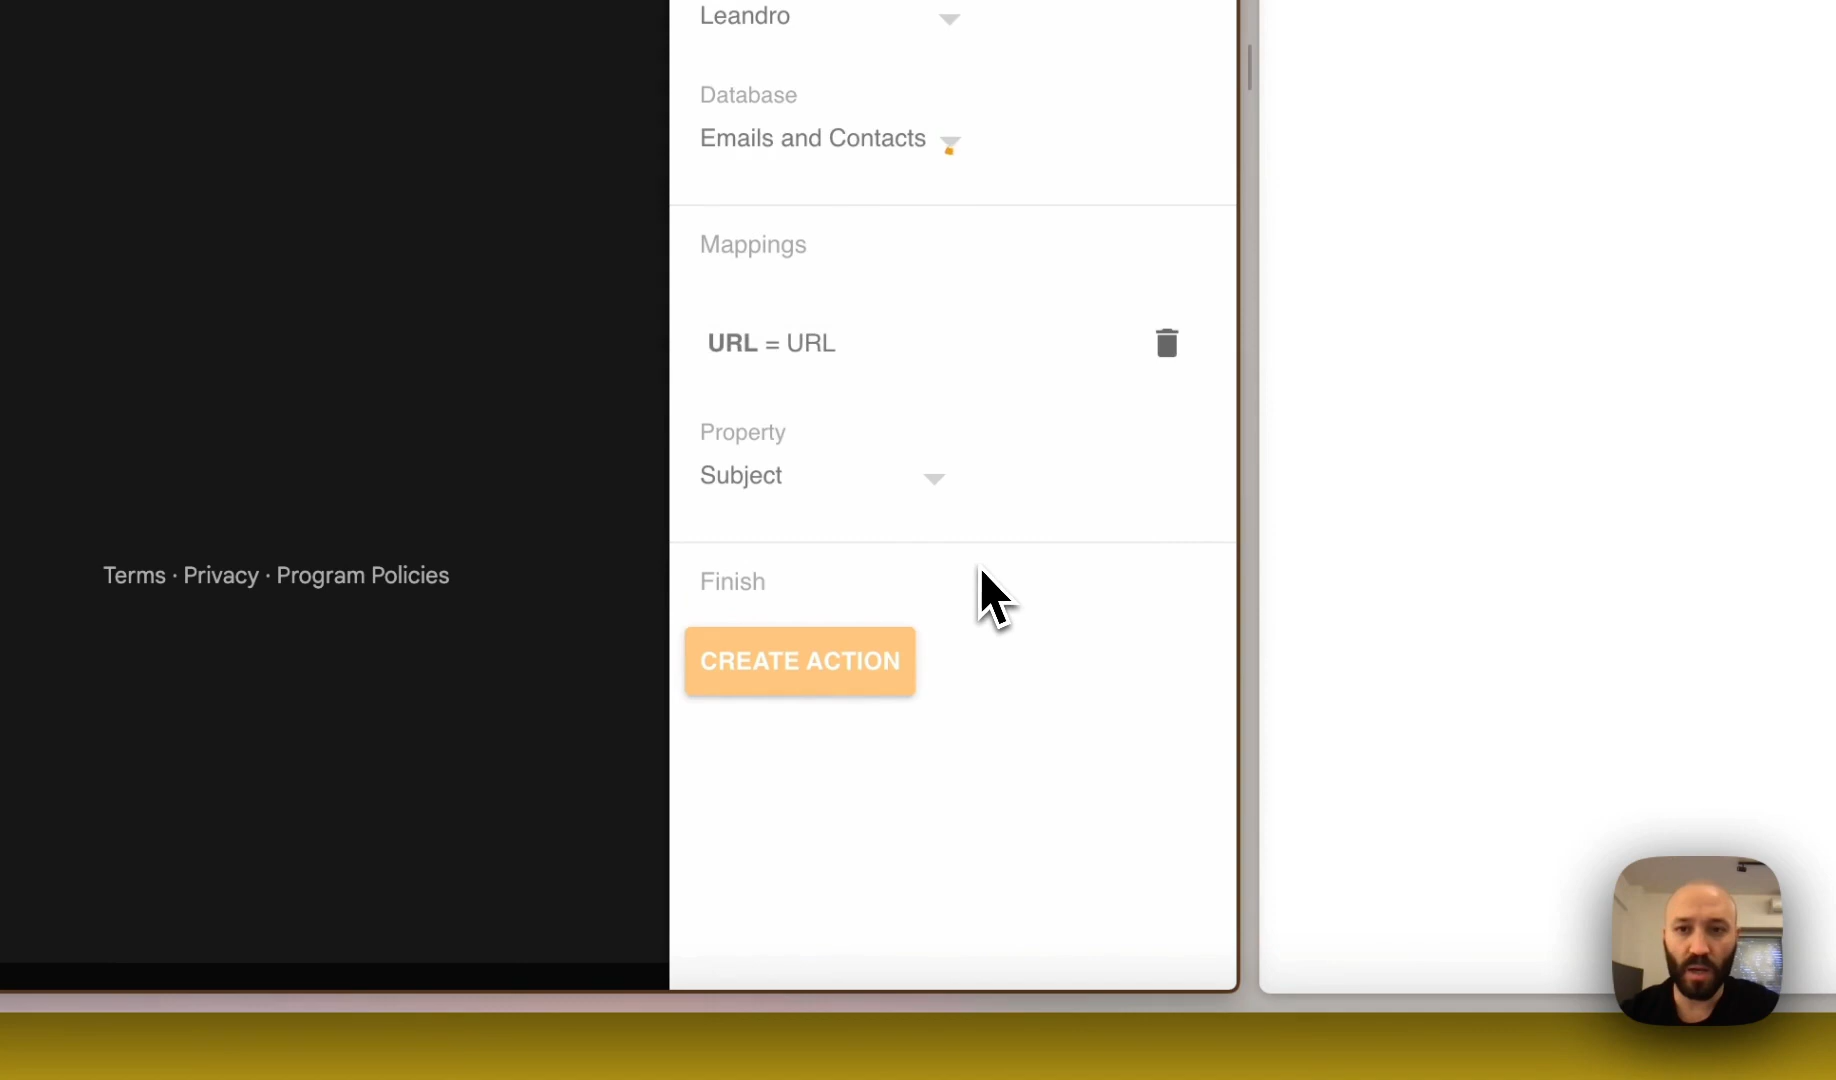 Leandro
Database
Emails and Contacts
Mappings
URL = URL
Property
Subject
Terms · Privacy · Program Policies
Finish
CREATE ACTION